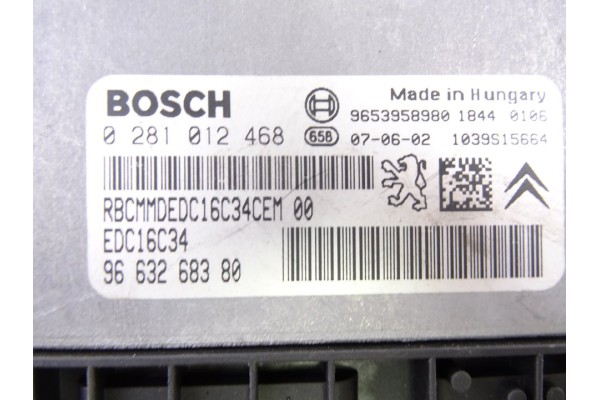 BOSCH
Made in Hungary
9653958980 1844 0106
0 281 012 468 658 07-06-02 1039S15664
RBCMMDEDC16C34CEM 00
EDC16C34
96 632 683 80